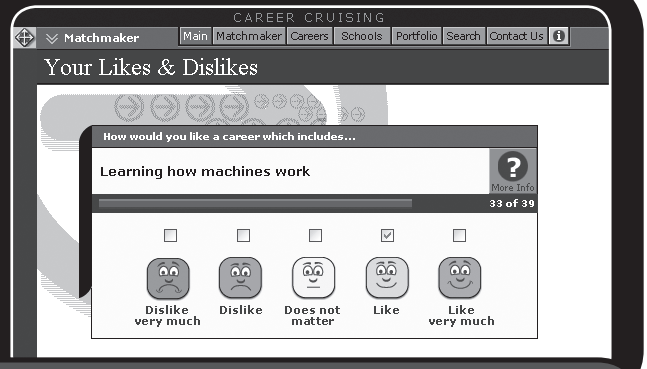 CAREER CRUISING
Matchmaker
Main Matchmaker Careers Schools Portfolio Search Contact Us i
Your Likes & Dislikes
How would you like a career which includes...
Learning how machines work
?
More Info
33 of 39
Dislike very much
Dislike
Does not matter
Like
Like very much